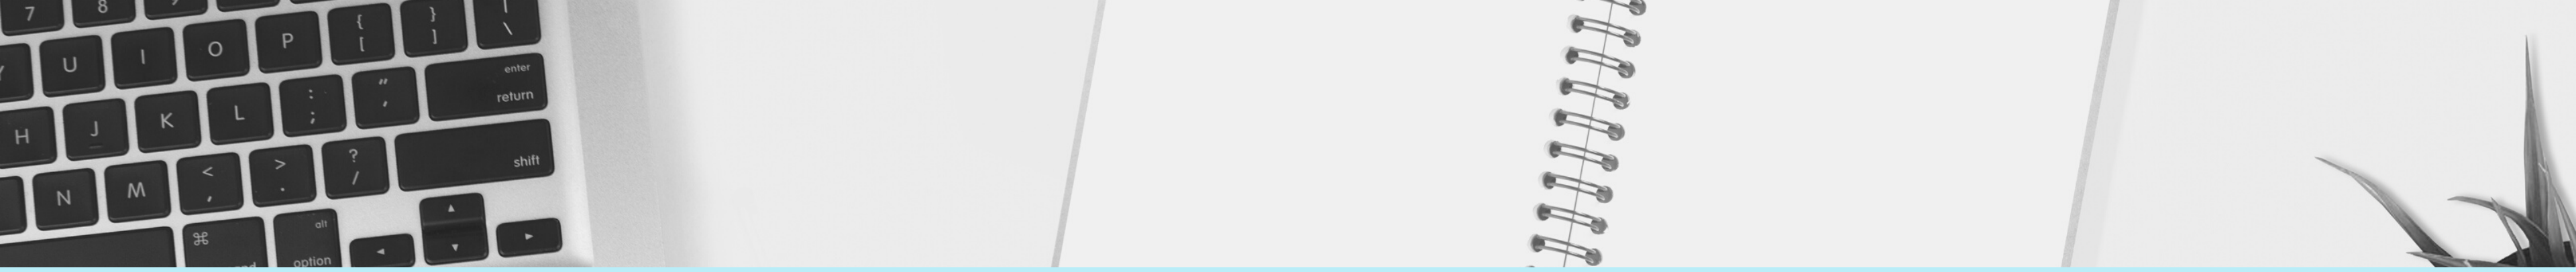 7 8
U I O P { [ } ] | \
H J K L : ; " ' enter return
N M < , > . ? / shift
⌘ alt option